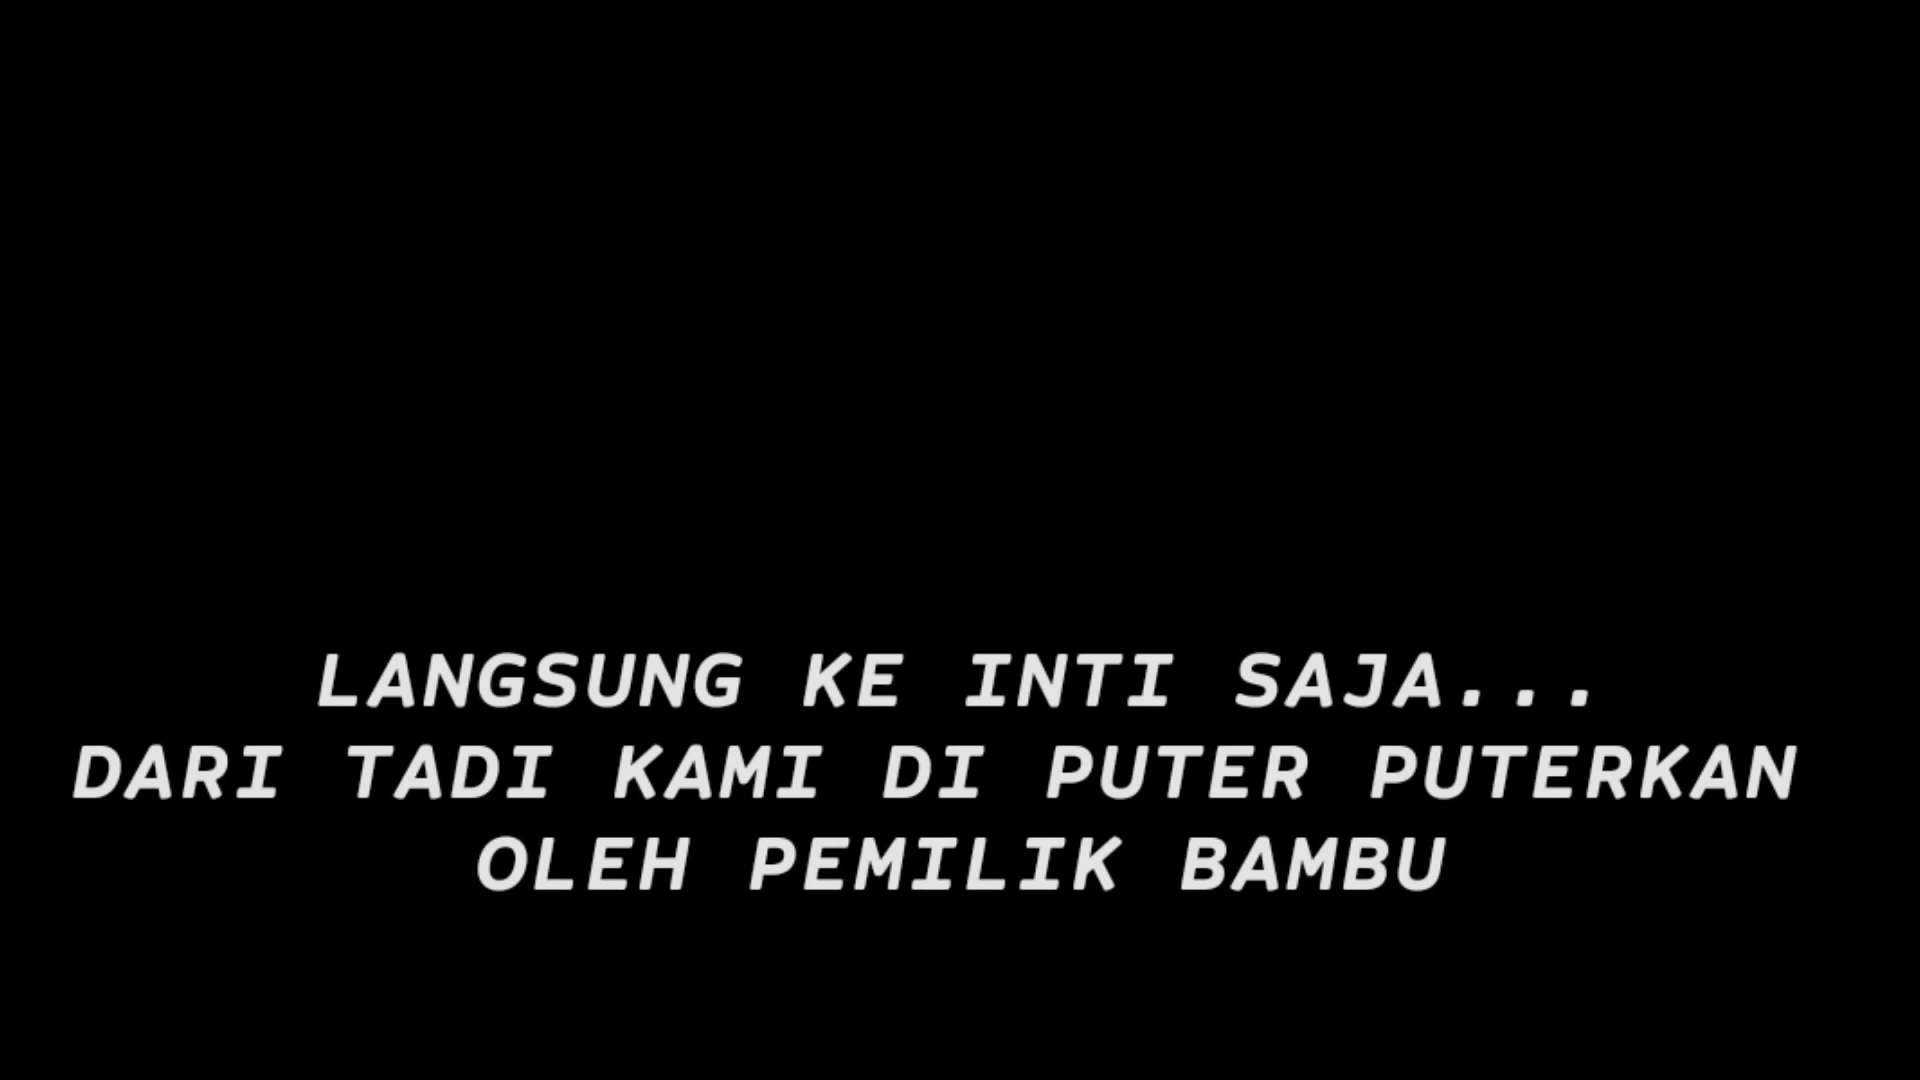 LANGSUNG KE INTI SAJA...
DARI TADI KAMI DI PUTER PUTERKAN
OLEH PEMILIK BAMBU